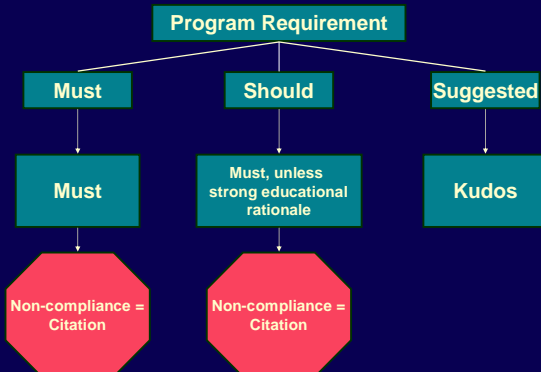 Program Requirement
Must
Should
Suggested
Must
Must, unless
strong educational
rationale
Kudos
Non-compliance =
Citation
Non-compliance =
Citation